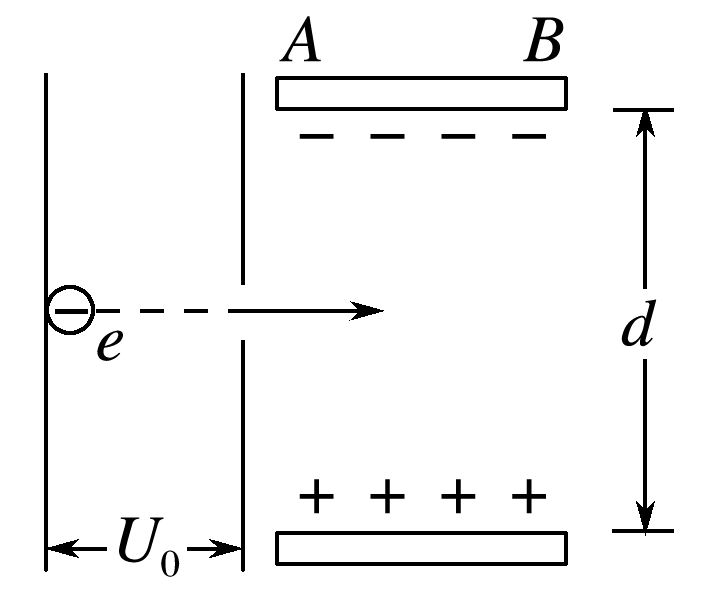 A B
− − − −
− e
d
+ + + +
U₀